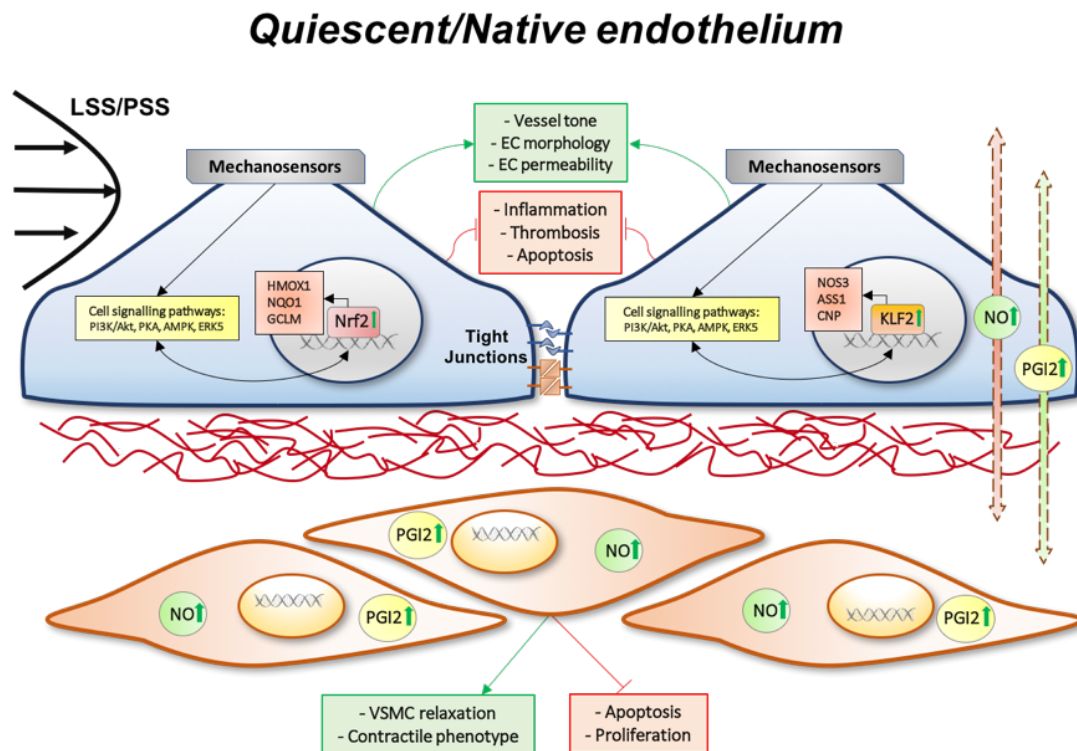 Quiescent/Native endothelium
LSS/PSS
- Vessel tone
- EC morphology
- EC permeability
Mechanosensors
Mechanosensors
- Inflammation
- Thrombosis
- Apoptosis
HMOX1
NQO1
GCLM
Nrf2
Cell signalling pathways:
PI3K/Akt, PKA, AMPK, ERK5
Tight
Junctions
NOS3
ASS1
CNP
KLF2
Cell signalling pathways:
PI3K/Akt, PKA, AMPK, ERK5
NO
PGI2
PGI2
NO
NO
PGI2
NO
PGI2
- VSMC relaxation
- Contractile phenotype
- Apoptosis
- Proliferation